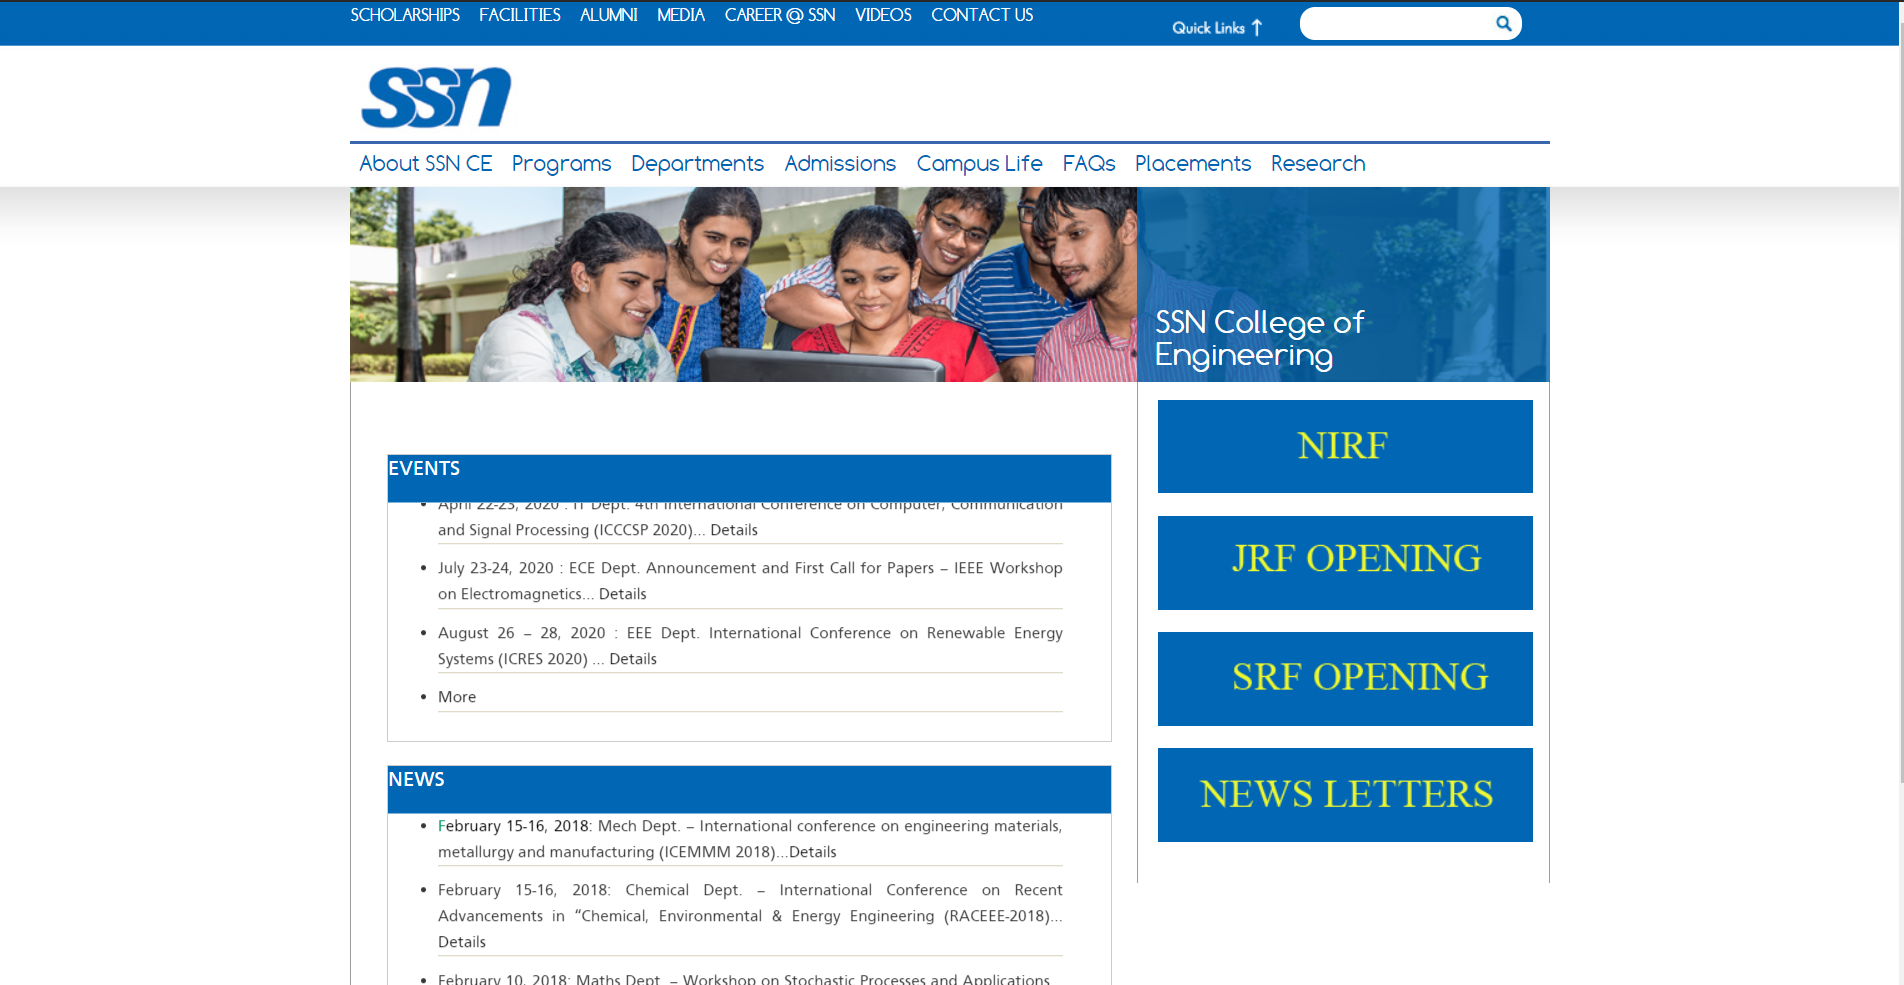 SCHOLARSHIPS FACILITIES ALUMNI MEDIA CAREER @ SSN VIDEOS CONTACT US
Quick Links ↑
ssn
About SSN CE Programs Departments Admissions Campus Life FAQs Placements Research
SSN College of
Engineering
EVENTS
April 22-23, 2020 : IT Dept. 4th International Conference on Computer, Communication
and Signal Processing (ICCCSP 2020)... Details
July 23-24, 2020 : ECE Dept. Announcement and First Call for Papers – IEEE Workshop
on Electromagnetics... Details
August 26 – 28, 2020 : EEE Dept. International Conference on Renewable Energy
Systems (ICRES 2020) ... Details
More
NEWS
February 15-16, 2018: Mech Dept. – International conference on engineering materials,
metallurgy and manufacturing (ICEMMM 2018)...Details
February 15-16, 2018: Chemical Dept. – International Conference on Recent
Advancements in “Chemical, Environmental & Energy Engineering (RACEEE-2018)...
Details
February 10, 2018: Maths Dept. – Workshop on Stochastic Processes and Applications...
NIRF
JRF OPENING
SRF OPENING
NEWS LETTERS